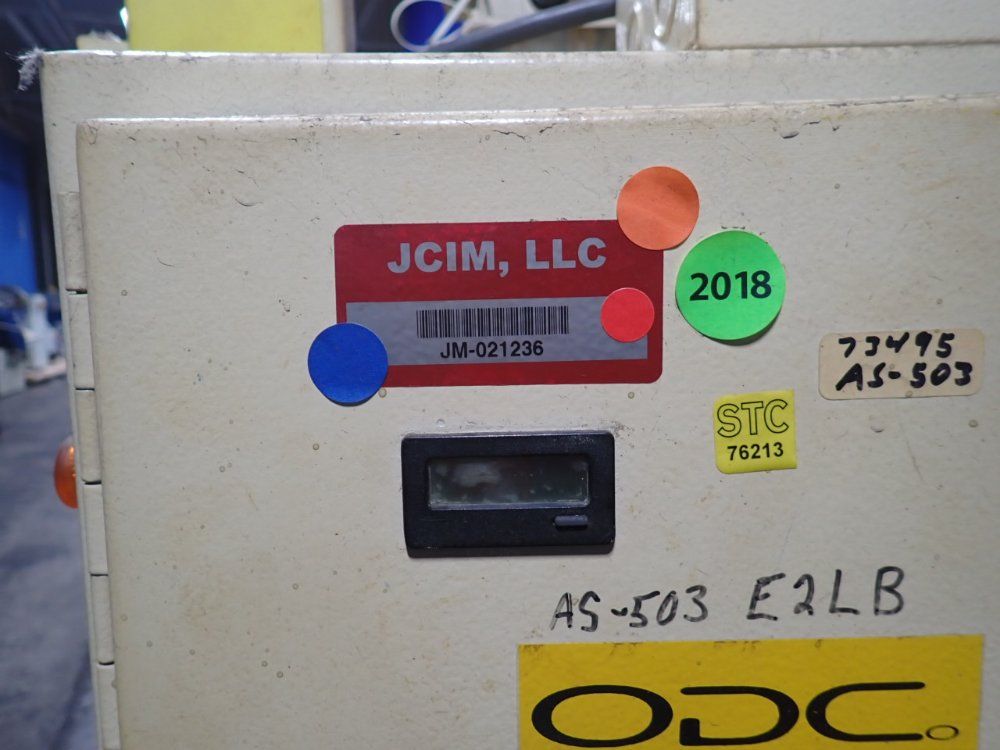 JCIM, LLC
JM-021236
2018
73495
AS-503
STC
76213
AS-503 E2LB
ODC.